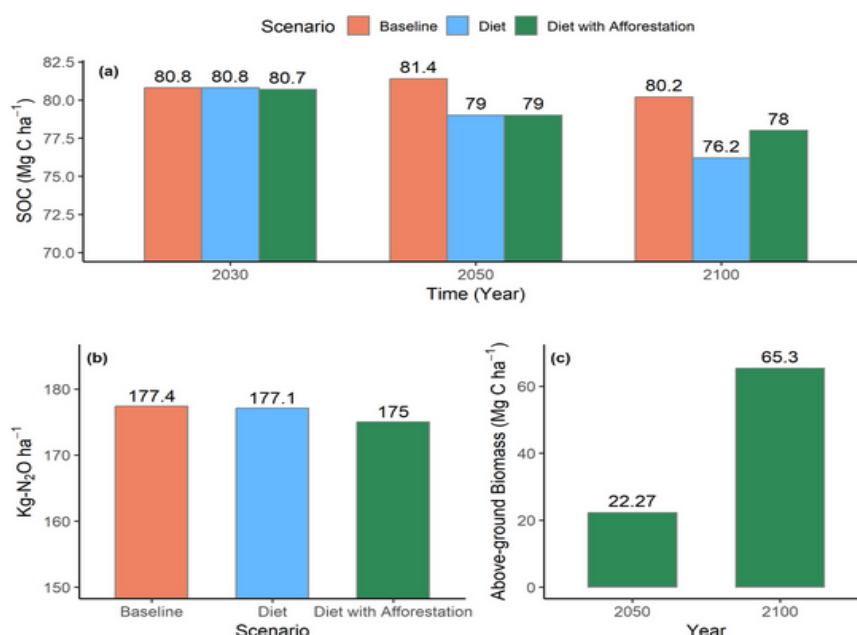 Scenario Baseline Diet Diet with Afforestation
(a)
SOC (Mg C ha⁻¹)
82.5
80.0
77.5
75.0
72.5
70.0
80.8 80.8 80.7
81.4 79 79
80.2 76.2 78
2030 2050 2100
Time (Year)
(b)
Kg-N₂O ha⁻¹
180
170
160
150
177.4 177.1 175
Baseline Diet Diet with Afforestation
Scenario
(c)
Above-ground Biomass (Mg C ha⁻¹)
60
40
20
0
22.27 65.3
2050 2100
Year